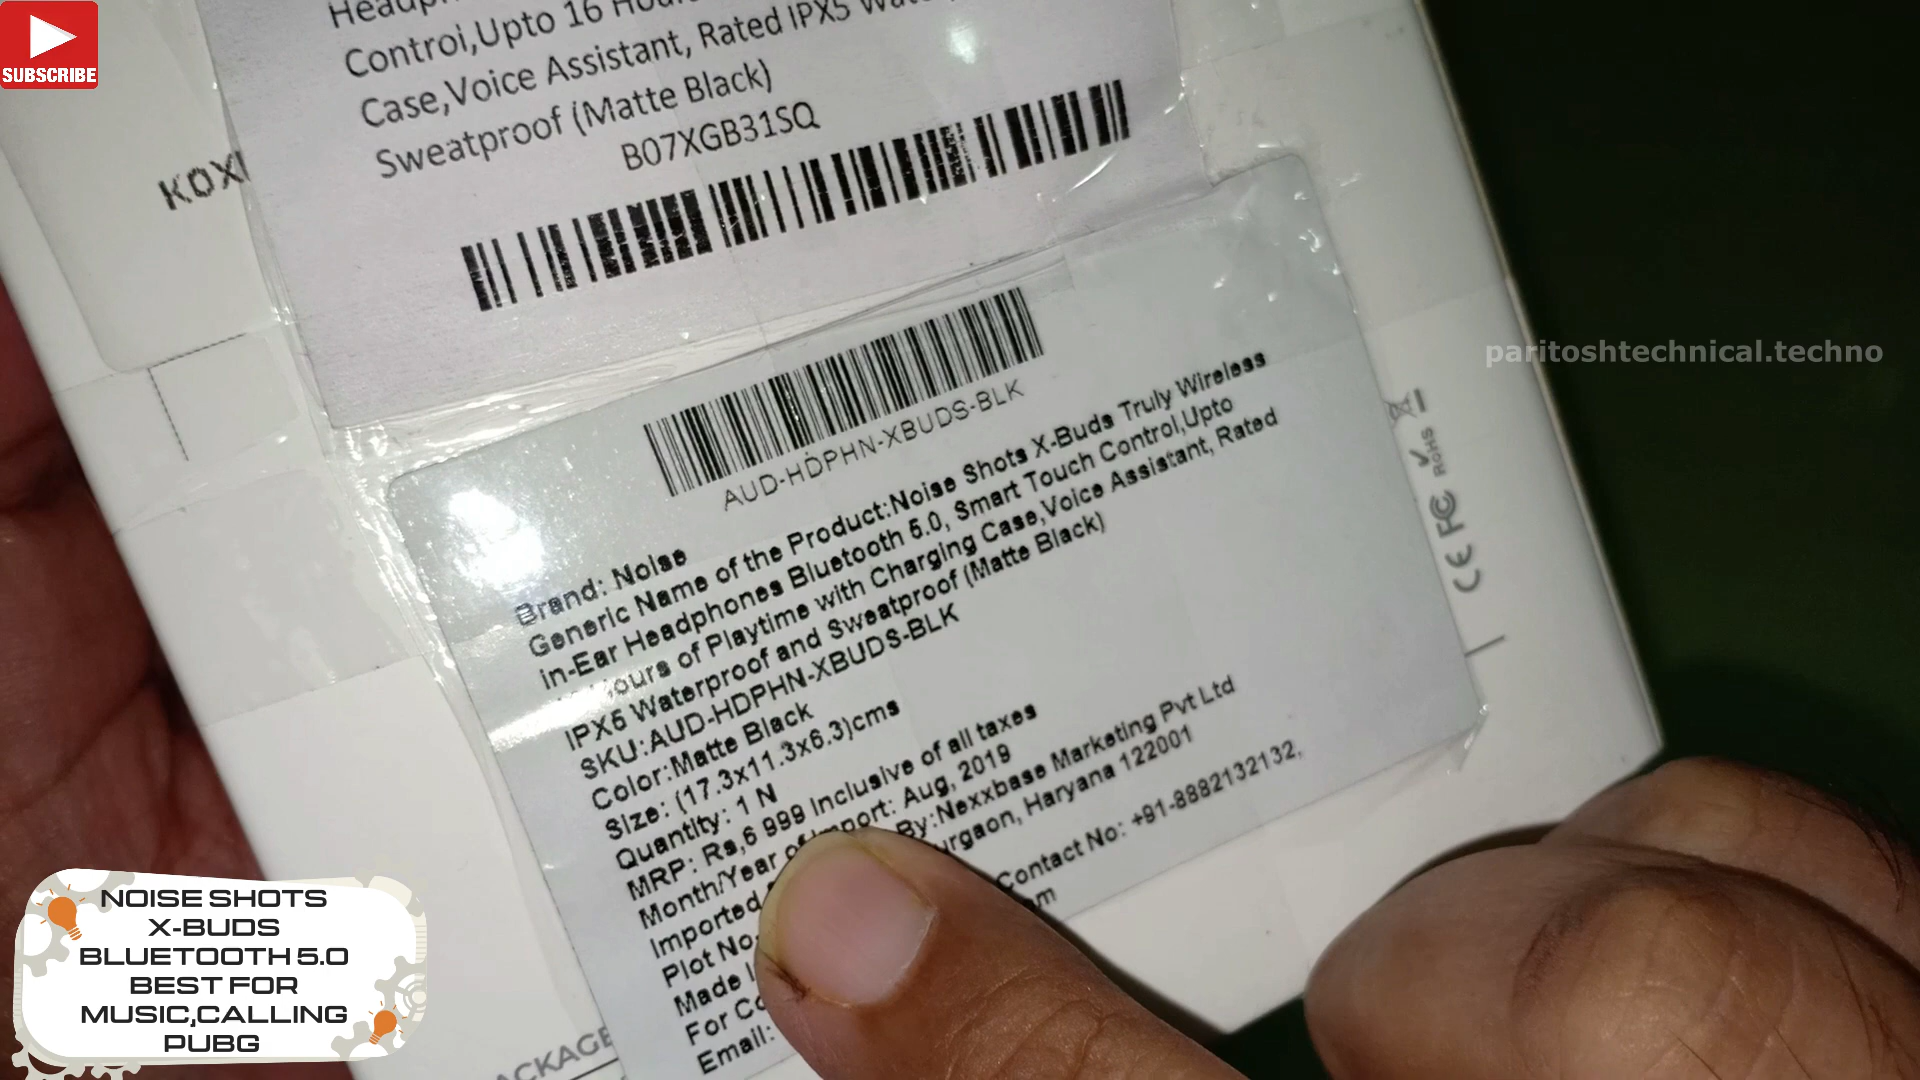 SUBSCRIBE
Control,Upto 16
Case,Voice Assistant, Rated IPX5
Sweatproof (Matte Black)
B07XGB31SQ
AUD-HDPHN-XBUDS-BLK
Brand: Noise
Generic Name of the Product:Noise Shots X-Buds Truly Wireless
in-Ear Headphones Bluetooth 5.0, Smart Touch Control,Upto
Hours of Playtime with Charging Case,Voice Assistant, Rated
IPX5 Waterproof and Sweatproof (Matte Black)
SKU:AUD-HDPHN-XBUDS-BLK
Color:Matte Black
Size: (17.3x11.3x6.3)cms
Quantity: 1 N
MRP: Rs,6 999 Inclusive of all taxes
Month/Year of Import: Aug, 2019
Imported By:Nexxbase Marketing Pvt Ltd
Plot No Haryana 122001
Made
For Contact No: +91-8882132132,
Email:
CE FC RoHS
paritoshtechnical.techno
NOISE SHOTS
X-BUDS
BLUETOOTH 5.0
BEST FOR
MUSIC,CALLING
PUBG